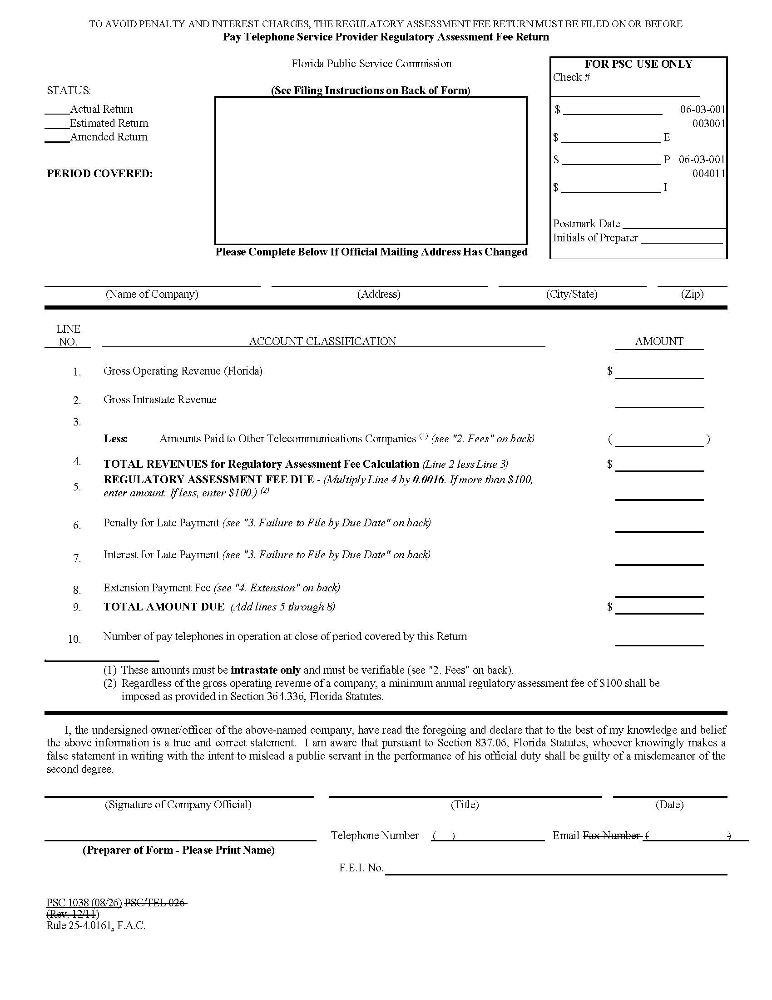 TO AVOID PENALTY AND INTEREST CHARGES, THE REGULATORY ASSESSMENT FEE RETURN MUST BE FILED ON OR BEFORE
Pay Telephone Service Provider Regulatory Assessment Fee Return
Florida Public Service Commission
(See Filing Instructions on Back of Form)
STATUS:
_____Actual Return
_____Estimated Return
_____Amended Return
PERIOD COVERED:
Please Complete Below If Official Mailing Address Has Changed
FOR PSC USE ONLY
Check #
$ 06-03-001
003001
$ E
$ P 06-03-001
004011
$ I
Postmark Date
Initials of Preparer
(Name of Company) (Address) (City/State) (Zip)
LINE
NO. ACCOUNT CLASSIFICATION AMOUNT
1. Gross Operating Revenue (Florida) $
2. Gross Intrastate Revenue
3.
Less: Amounts Paid to Other Telecommunications Companies (1) (see "2. Fees" on back) ( )
4. TOTAL REVENUES for Regulatory Assessment Fee Calculation (Line 2 less Line 3) $
5. REGULATORY ASSESSMENT FEE DUE - (Multiply Line 4 by 0.0016. If more than $100,
enter amount. If less, enter $100.) (2)
6. Penalty for Late Payment (see "3. Failure to File by Due Date" on back)
7. Interest for Late Payment (see "3. Failure to File by Due Date" on back)
8. Extension Payment Fee (see "4. Extension" on back)
9. TOTAL AMOUNT DUE (Add lines 5 through 8) $
10. Number of pay telephones in operation at close of period covered by this Return
(1) These amounts must be intrastate only and must be verifiable (see "2. Fees" on back).
(2) Regardless of the gross operating revenue of a company, a minimum annual regulatory assessment fee of $100 shall be
imposed as provided in Section 364.336, Florida Statutes.
I, the undersigned owner/officer of the above-named company, have read the foregoing and declare that to the best of my knowledge and belief
the above information is a true and correct statement. I am aware that pursuant to Section 837.06, Florida Statutes, whoever knowingly makes a
false statement in writing with the intent to mislead a public servant in the performance of his official duty shall be guilty of a misdemeanor of the
second degree.
(Signature of Company Official) (Title) (Date)
Telephone Number ( ) Email Fax Number ( )
(Preparer of Form - Please Print Name)
F.E.I. No.
PSC 1038 (08/26) PSC/TEL 026
(Rev. 12/11)
Rule 25-4.0161, F.A.C.